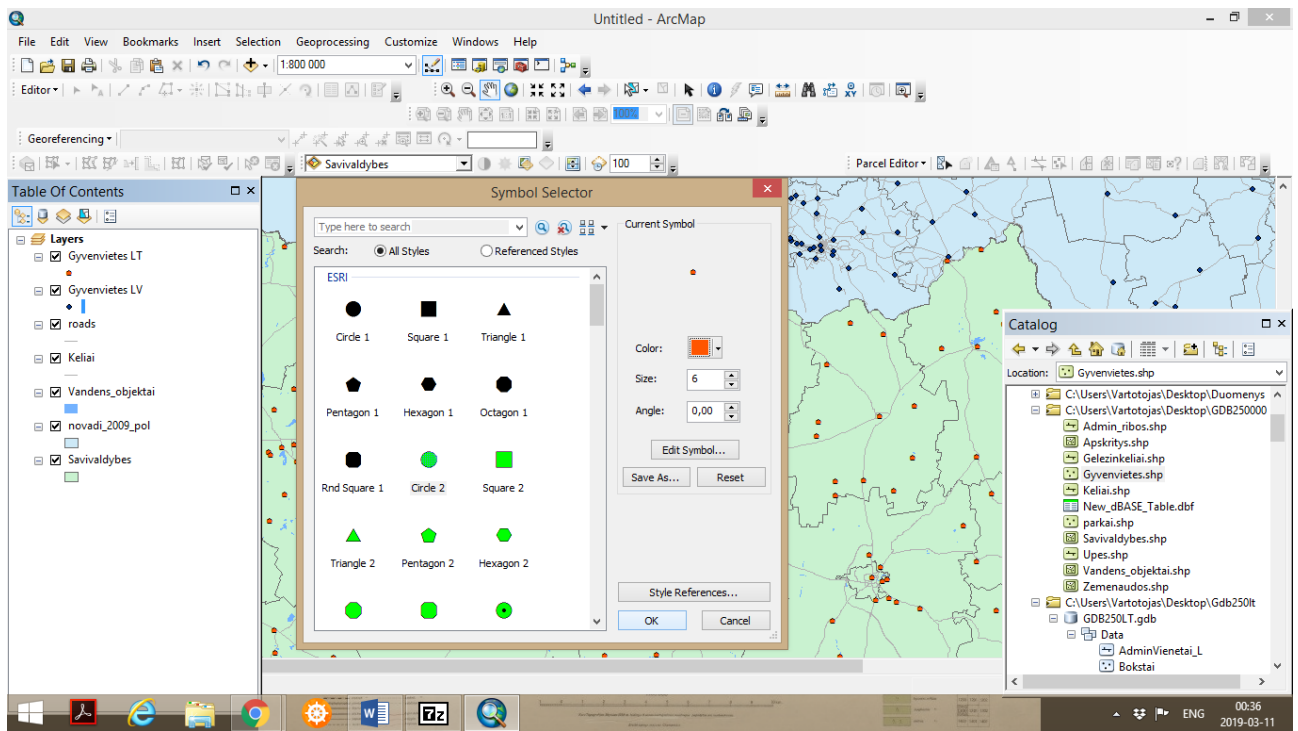 Untitled - ArcMap
File Edit View Bookmarks Insert Selection Geoprocessing Customize Windows Help
1:800 000
Editor
100%
Georeferencing
Savivaldybes 100 Parcel Editor
Table Of Contents
Layers
Gyvenvietes LT
Gyvenvietes LV
roads
Keliai
Vandens_objektai
novadi_2009_pol
Savivaldybes
Symbol Selector
Type here to search
Search: All Styles Referenced Styles
ESRI
Circle 1 Square 1 Triangle 1
Pentagon 1 Hexagon 1 Octagon 1
Rnd Square 1 Circle 2 Square 2
Triangle 2 Pentagon 2 Hexagon 2
Current Symbol
Color:
Size: 6
Angle: 0,00
Edit Symbol...
Save As... Reset
Style References...
OK Cancel
Catalog
Location: Gyvenvietes.shp
C:\Users\Vartotojas\Desktop\Duomenys
C:\Users\Vartotojas\Desktop\GDB250000
Admin_ribos.shp
Apskritys.shp
Gelezinkeliai.shp
Gyvenvietes.shp
Keliai.shp
New_dBASE_Table.dbf
parkai.shp
Savivaldybes.shp
Upes.shp
Vandens_objektai.shp
Zemenaudos.shp
C:\Users\Vartotojas\Desktop\Gdb250lt
GDB250LT.gdb
Data
AdminVienetai_L
Bokstai
7z
ENG
00:36
2019-03-11